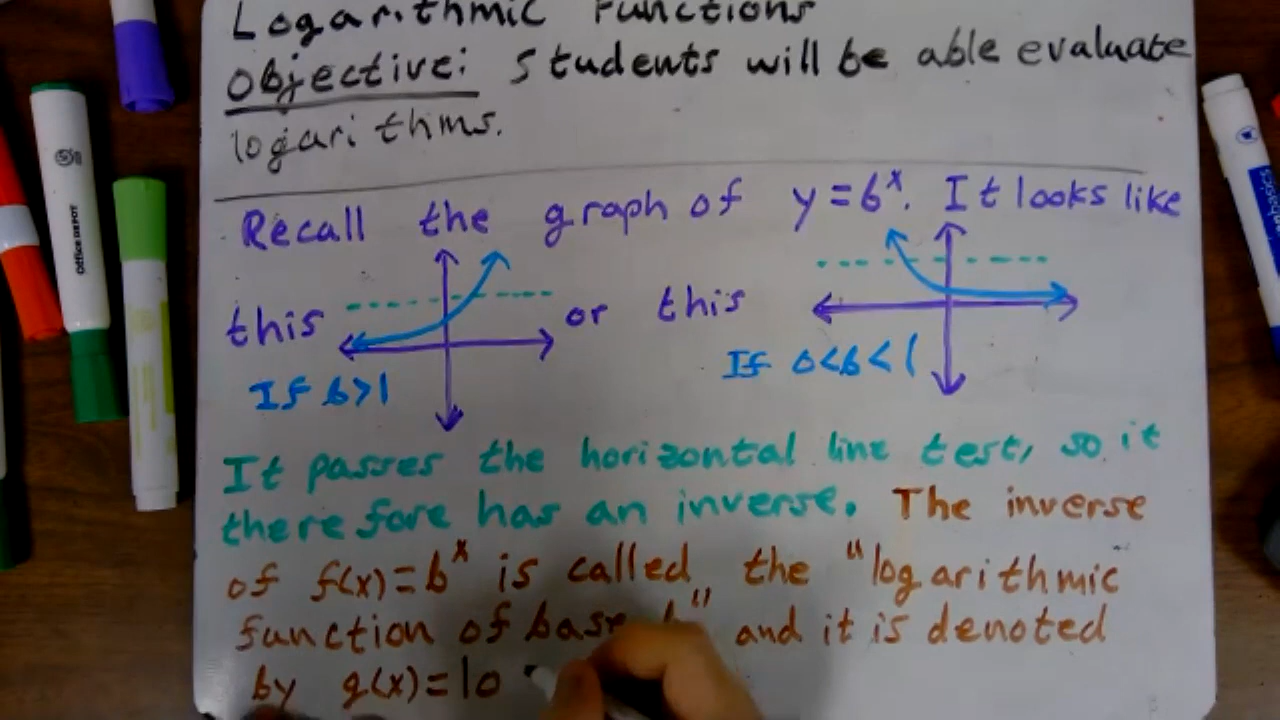 Logarithmic Functions
Objective: Students will be able evaluate
logarithms.
Recall the graph of y=b^x. It looks like
this or this
If b>1 If 0<b<1
It passes the horizontal line test, so it
therefore has an inverse. The inverse
of f(x)=b^x is called the "logarithmic
function of base b" and it is denoted
by g(x)=lo
Office DEPOT